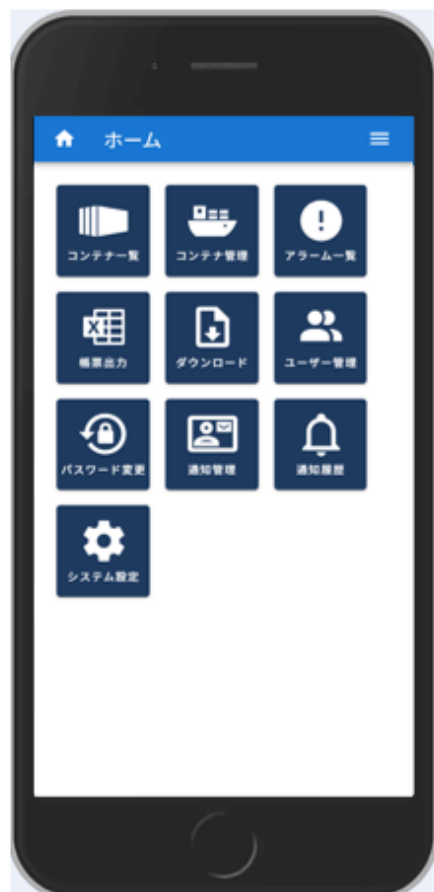 ホーム
コンテナ一覧
コンテナ管理
アラーム一覧
帳票出力
ダウンロード
ユーザー管理
パスワード変更
通知管理
通知履歴
システム設定